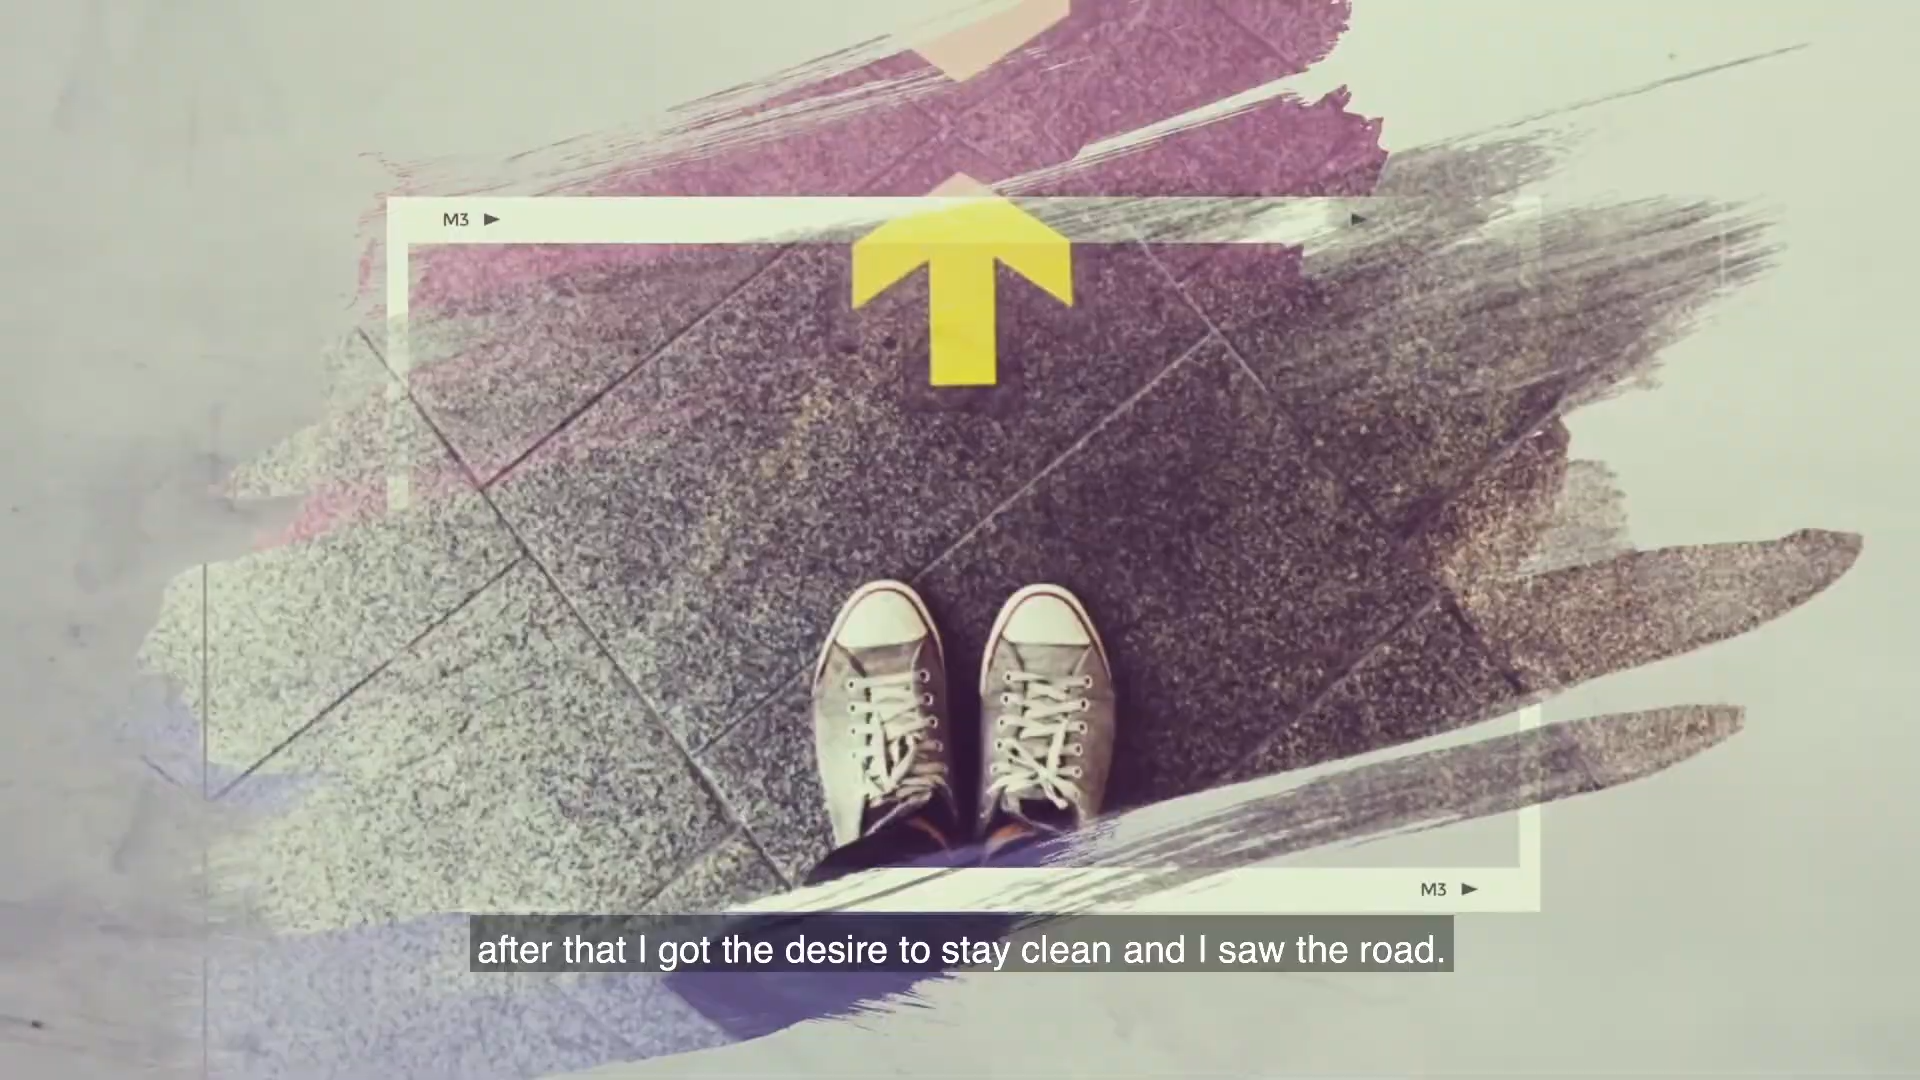 M3
M3
after that I got the desire to stay clean and I saw the road.